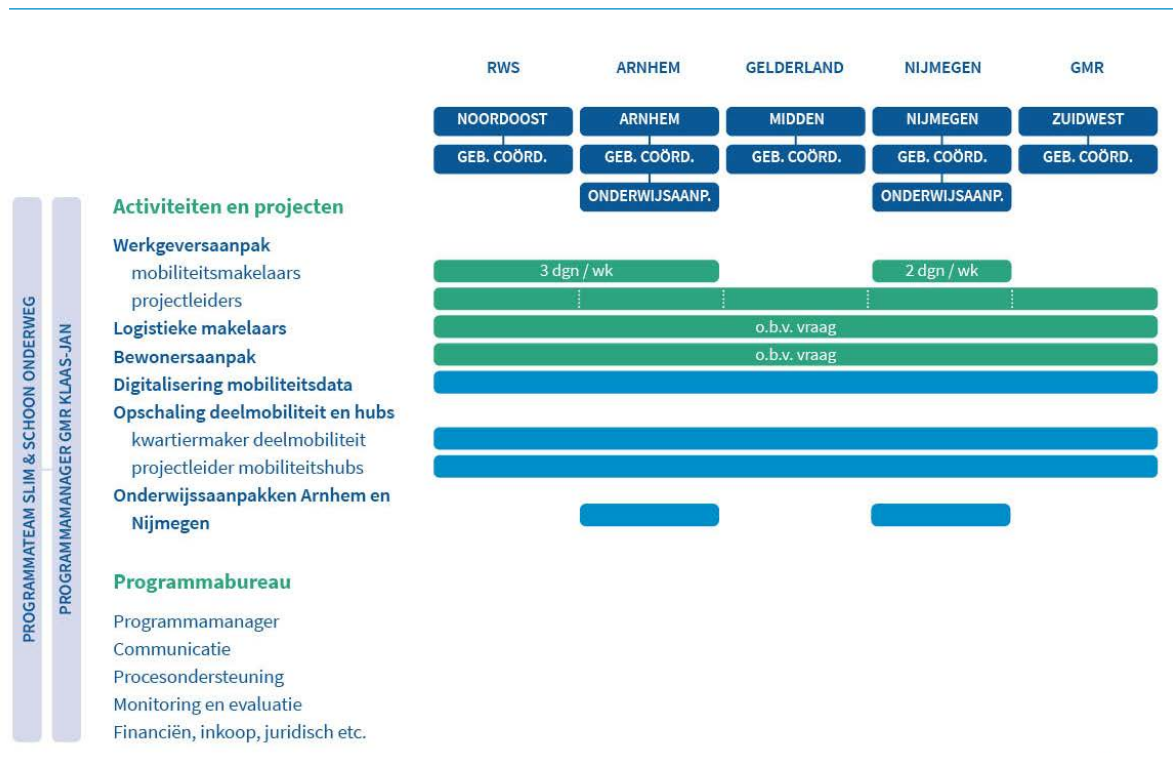 RWS ARNHEM GELDERLAND NIJMEGEN GMR
NOORDOOST ARNHEM MIDDEN NIJMEGEN ZUIDWEST
GEB. COÖRD. GEB. COÖRD. GEB. COÖRD. GEB. COÖRD. GEB. COÖRD.
ONDERWIJSAANP. ONDERWIJSAANP.
PROGRAMMATEAM SLIM & SCHOON ONDERWEG
PROGRAMMAMANAGER GMR KLAAS-JAN
Activiteiten en projecten
Werkgeversaanpak
mobiliteitsmakelaars 3 dgn / wk 2 dgn / wk
projectleiders
Logistieke makelaars o.b.v. vraag
Bewonersaanpak o.b.v. vraag
Digitalisering mobiliteitsdata
Opschaling deelmobiliteit en hubs
kwartiermaker deelmobiliteit
projectleider mobiliteitshubs
Onderwijssaanpakken Arnhem en
Nijmegen
Programmabureau
Programmamanager
Communicatie
Procesondersteuning
Monitoring en evaluatie
Financiën, inkoop, juridisch etc.